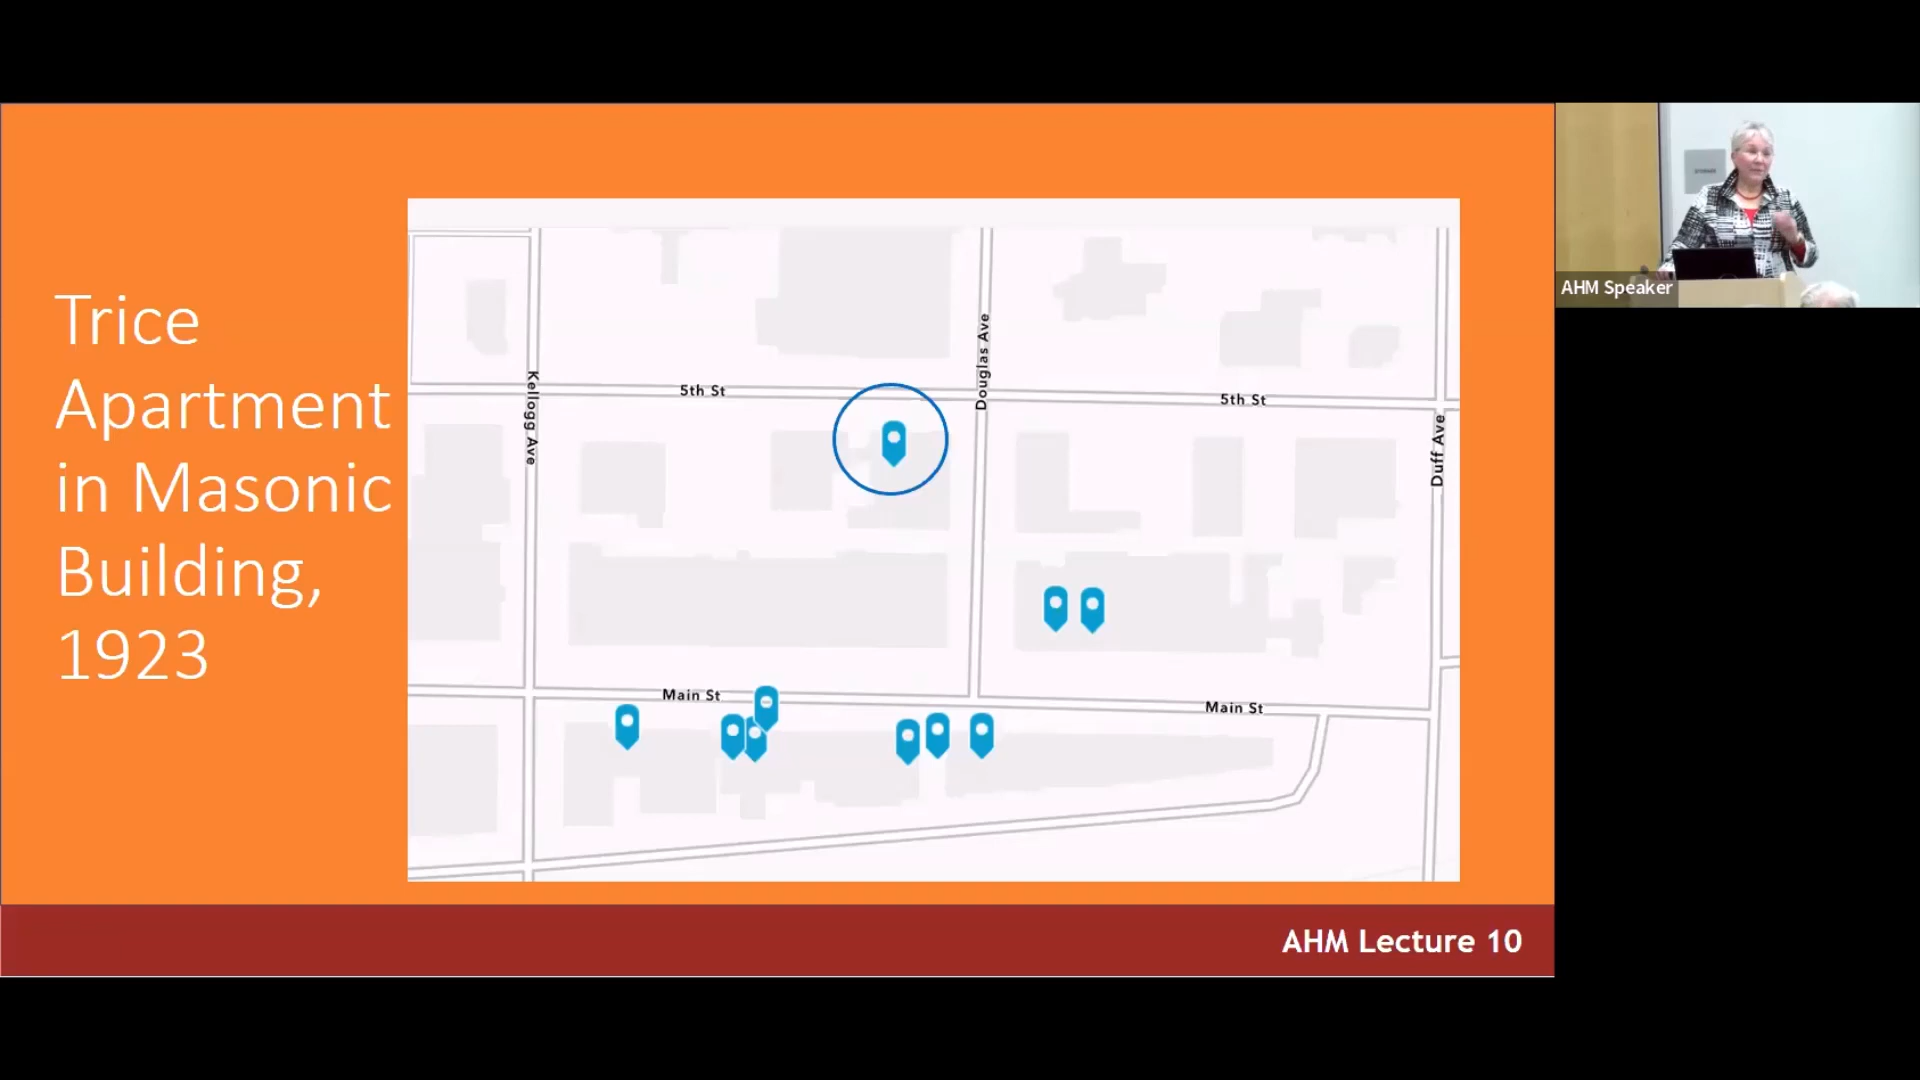 Trice
Apartment
in Masonic
Building,
1923
Kellogg Ave
5th St
Douglas Ave
5th St
Duff Ave
Main St
Main St
AHM Lecture 10
AHM Speaker